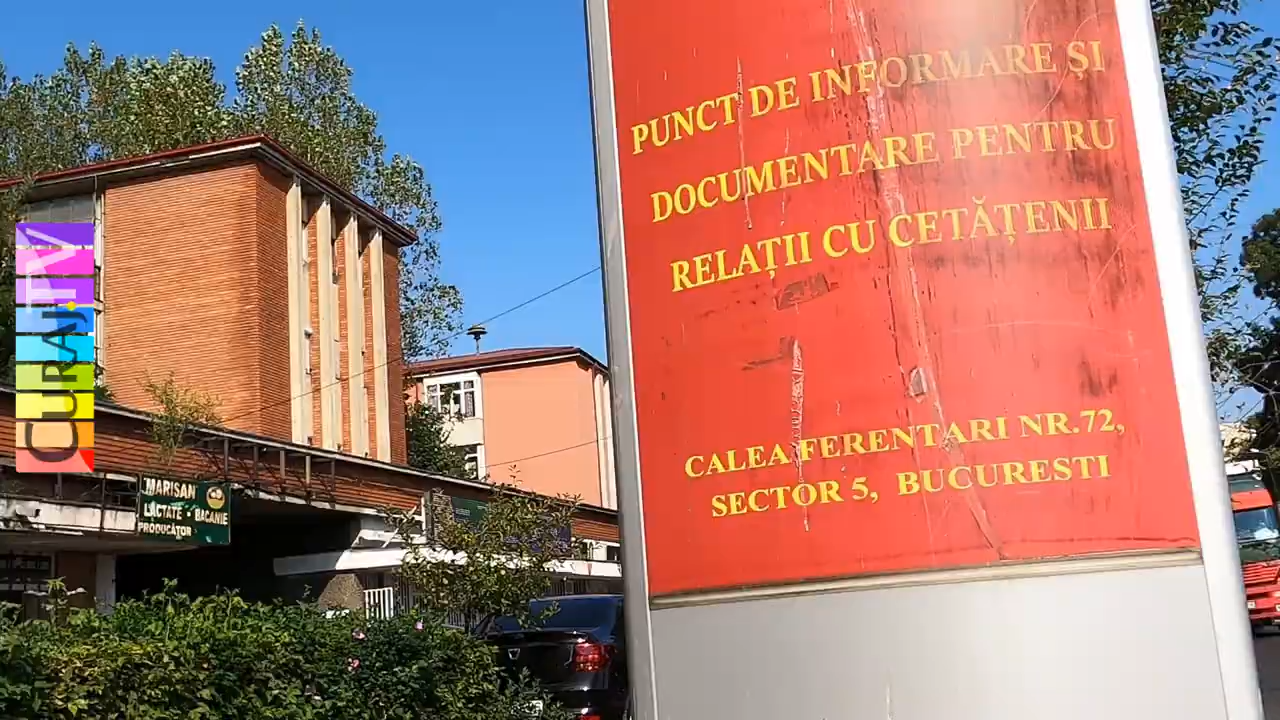 PUNCT DE INFORMARE ȘI
DOCUMENTARE PENTRU
RELAȚII CU CETĂȚENII
CALEA FERENTARI NR.72,
SECTOR 5, BUCURESTI
CURAJ.TV
MARISAN
LACTATE - BACANIE
PRODUCĂTOR